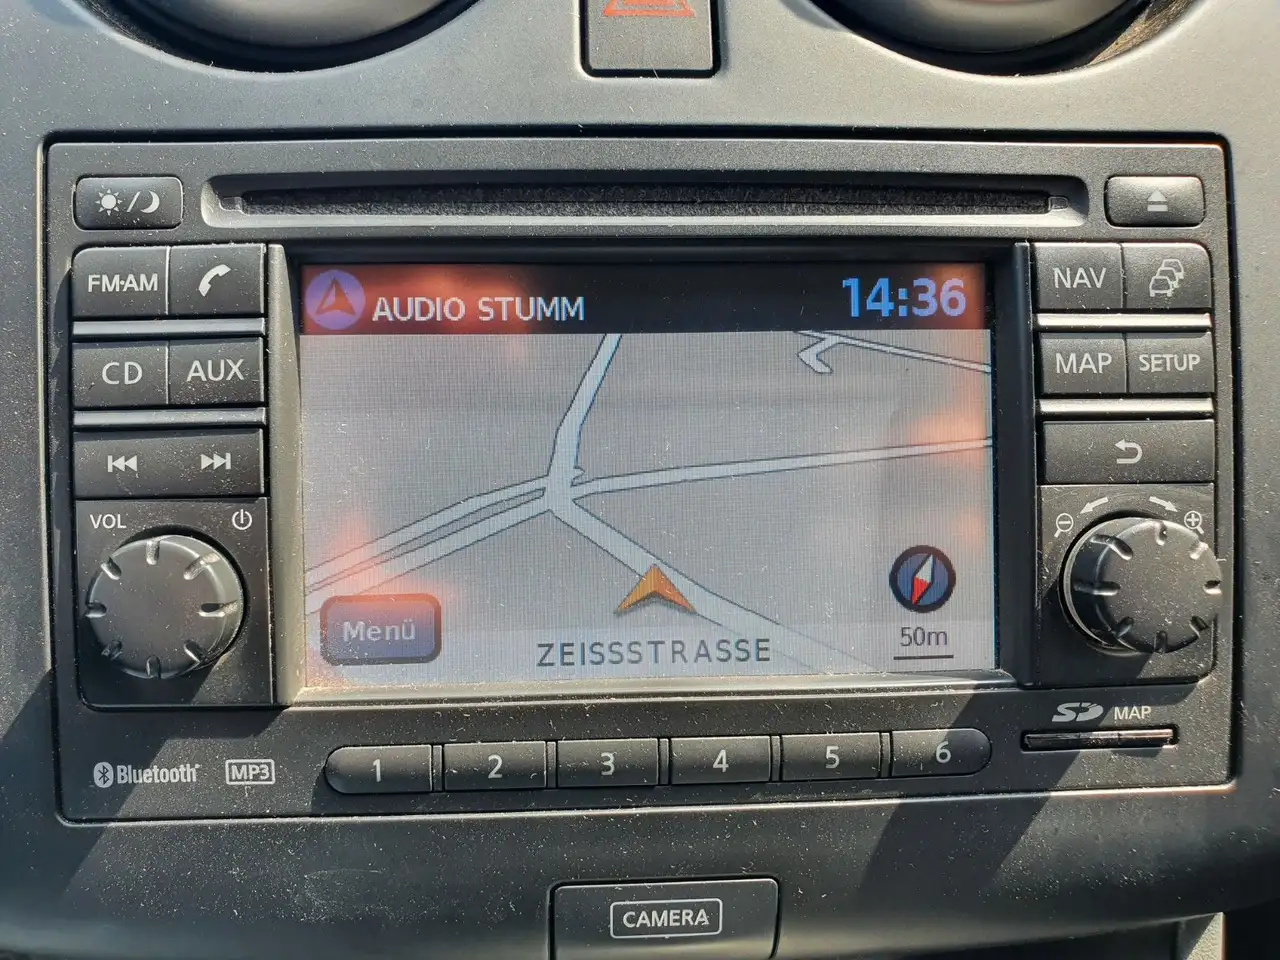 FM·AM
CD
AUX
VOL
AUDIO STUMM
14:36
Menü
ZEISSSTRASSE
50m
NAV
MAP
SETUP
SD MAP
Bluetooth
MP3
1 2 3 4 5 6
CAMERA